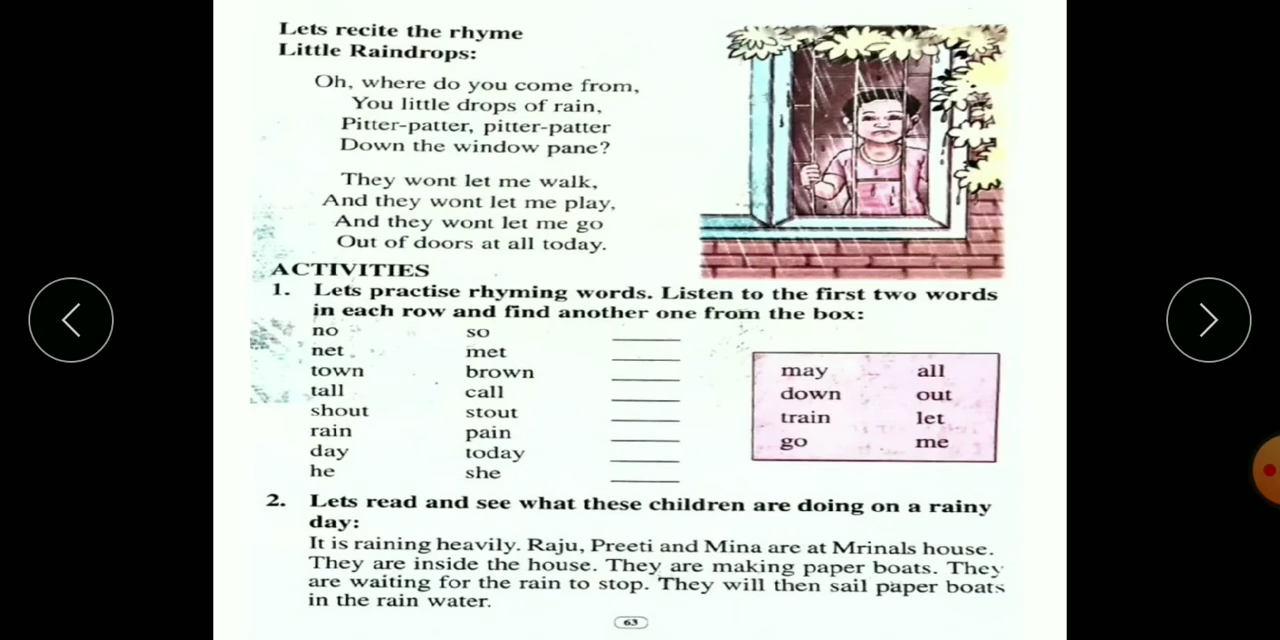 Lets recite the rhyme
Little Raindrops:
Oh, where do you come from,
You little drops of rain,
Pitter-patter, pitter-patter
Down the window pane?
They wont let me walk,
And they wont let me play,
And they wont let me go
Out of doors at all today.
ACTIVITIES
1. Lets practise rhyming words. Listen to the first two words
in each row and find another one from the box:
no so
net met
town brown
tall call
shout stout
rain pain
day today
he she
may all
down out
train let
go me
2. Lets read and see what these children are doing on a rainy
day:
It is raining heavily. Raju, Preeti and Mina are at Mrinals house.
They are inside the house. They are making paper boats. They
are waiting for the rain to stop. They will then sail paper boats
in the rain water.
63